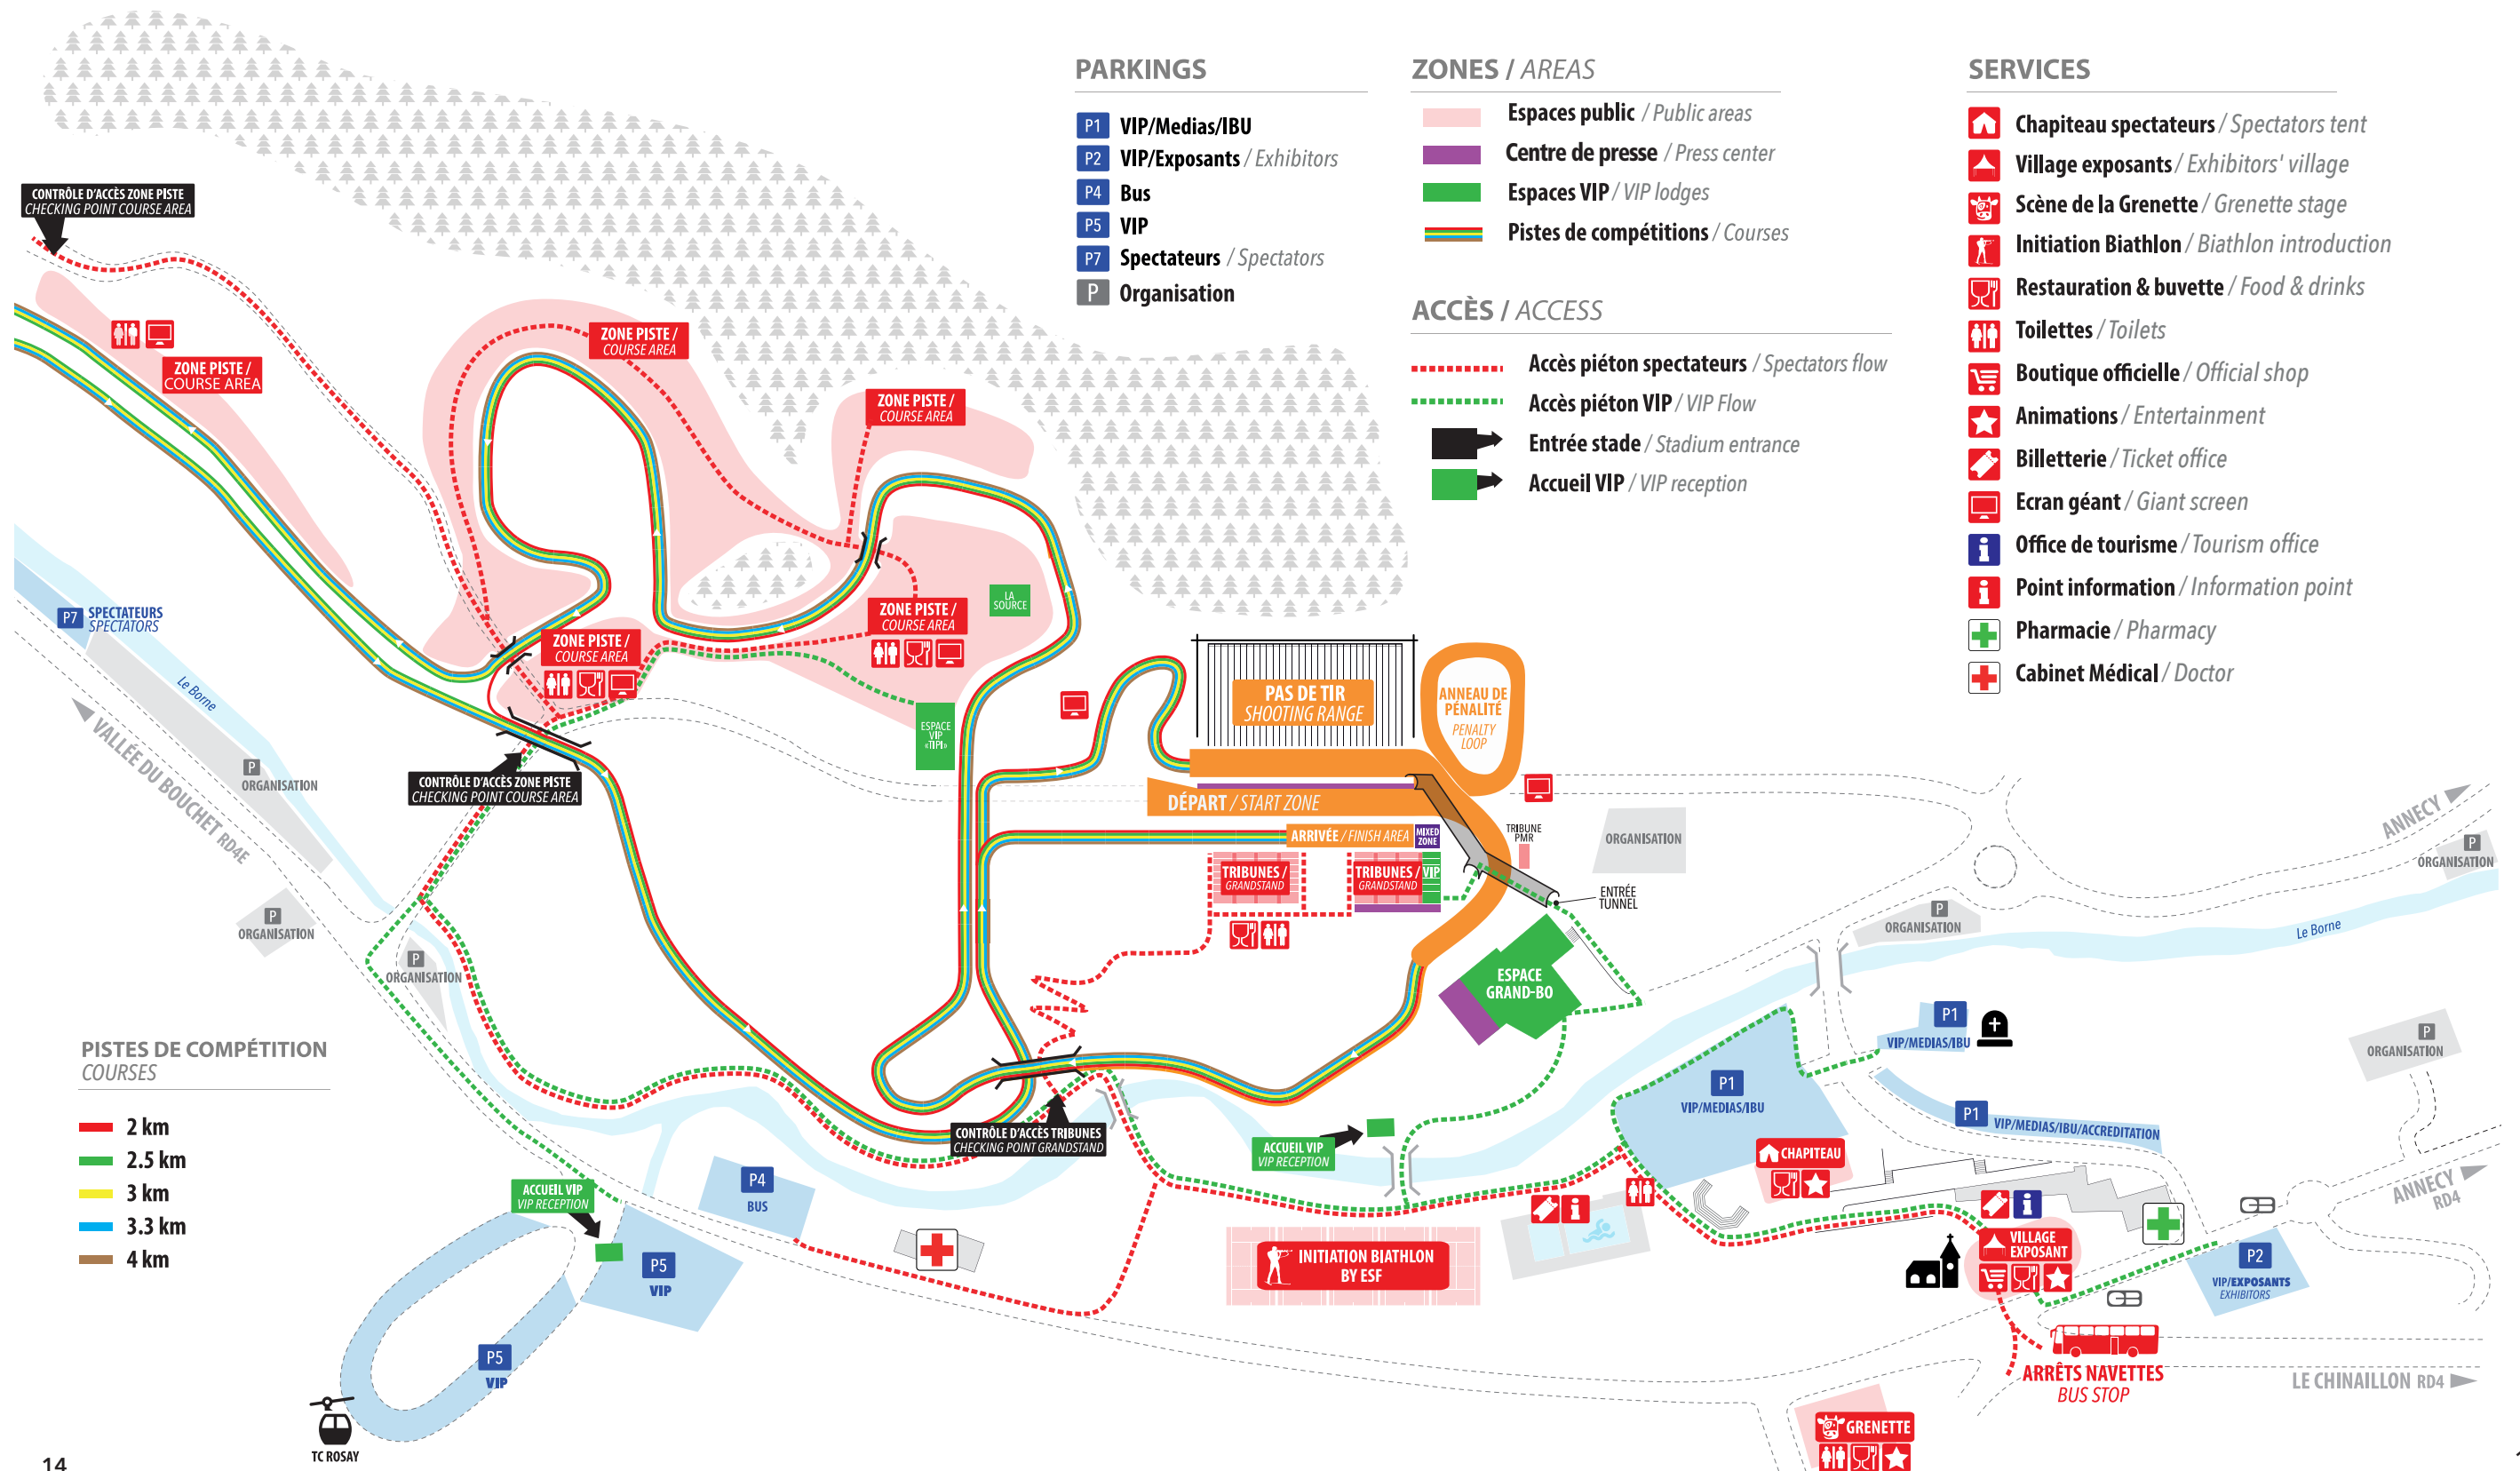 PARKINGS
P1 VIP/Medias/IBU
P2 VIP/Exposants / Exhibitors
P4 Bus
P5 VIP
P7 Spectateurs / Spectators
P Organisation
ZONES / AREAS
Espaces public / Public areas
Centre de presse / Press center
Espaces VIP / VIP lodges
Pistes de compétitions / Courses
ACCÈS / ACCESS
Accès piéton spectateurs / Spectators flow
Accès piéton VIP / VIP Flow
Entrée stade / Stadium entrance
Accueil VIP / VIP reception
SERVICES
Chapiteau spectateurs / Spectators tent
Village exposants / Exhibitors' village
Scène de la Grenette / Grenette stage
Initiation Biathlon / Biathlon introduction
Restauration & buvette / Food & drinks
Toilettes / Toilets
Boutique officielle / Official shop
Animations / Entertainment
Billetterie / Ticket office
Ecran géant / Giant screen
Office de tourisme / Tourism office
Point information / Information point
Pharmacie / Pharmacy
Cabinet Médical / Doctor
CONTRÔLE D'ACCÈS ZONE PISTE
CHECKING POINT COURSE AREA
ZONE PISTE /
COURSE AREA
ZONE PISTE /
COURSE AREA
ZONE PISTE /
COURSE AREA
ZONE PISTE /
COURSE AREA
ZONE PISTE /
COURSE AREA
LA
SOURCE
ESPACE
VIP
«TIPI»
P7 SPECTATEURS
SPECTATORS
Le Borne
VALLÉE DU BOUCHET RD4E
P
ORGANISATION
P
ORGANISATION
P
ORGANISATION
CONTRÔLE D'ACCÈS ZONE PISTE
CHECKING POINT COURSE AREA
PAS DE TIR
SHOOTING RANGE
ANNEAU DE
PÉNALITÉ
PENALTY
LOOP
DÉPART / START ZONE
ARRIVÉE / FINISH AREA
MIXED
ZONE
TRIBUNES /
GRANDSTAND
TRIBUNES / VIP
GRANDSTAND
TRIBUNE
PMR
ORGANISATION
ENTRÉE
TUNNEL
ESPACE
GRAND-BO
ANNECY
P
ORGANISATION
P
ORGANISATION
Le Borne
P1
VIP/MEDIAS/IBU
P
ORGANISATION
P1
VIP/MEDIAS/IBU
P1 VIP/MEDIAS/IBU/ACCREDITATION
CONTRÔLE D'ACCÈS TRIBUNES
CHECKING POINT GRANDSTAND
ACCUEIL VIP
VIP RECEPTION
CHAPITEAU
PISTES DE COMPÉTITION
COURSES
2 km
2.5 km
3 km
3.3 km
4 km
ACCUEIL VIP
VIP RECEPTION
P4
BUS
P5
VIP
P5
VIP
TC ROSAY
INITIATION BIATHLON
BY ESF
VILLAGE
EXPOSANT
P2
VIP/EXPOSANTS
EXHIBITORS
ANNECY
RD4
ARRÊTS NAVETTES
BUS STOP
LE CHINAILLON RD4
GRENETTE
14